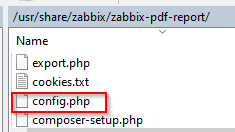 /usr/share/zabbix/zabbix-pdf-report/
Name
export.php
cookies.txt
config.php
composer-setup.php